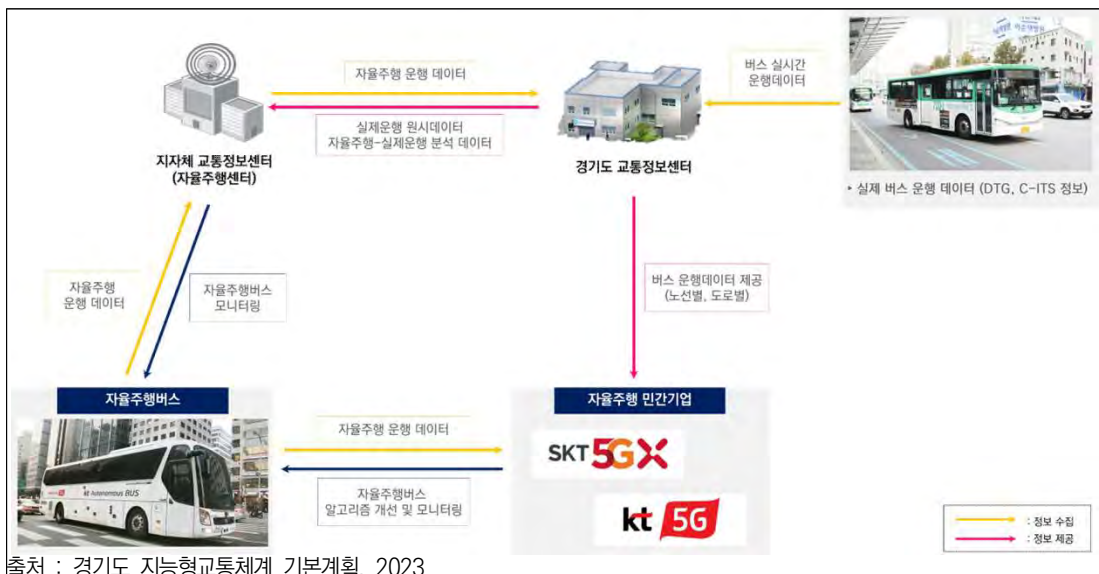 자율주행 운행 데이터
실제운행 원시데이터
자율주행-실제운행 분석 데이터
버스 실시간
운행데이터
지자체 교통정보센터
(자율주행센터)
경기도 교통정보센터
▸ 실제 버스 운행 데이터 (DTG, C-ITS 정보)
자율주행
운행 데이터
자율주행버스
모니터링
버스 운행데이터 제공
(노선별, 도로별)
자율주행버스
kt Autonomous BUS
자율주행 운행 데이터
자율주행버스
알고리즘 개선 및 모니터링
자율주행 민간기업
SKT 5GX
kt 5G
: 정보 수집
: 정보 제공
출처 : 경기도 지능형교통체계 기본계획, 2023